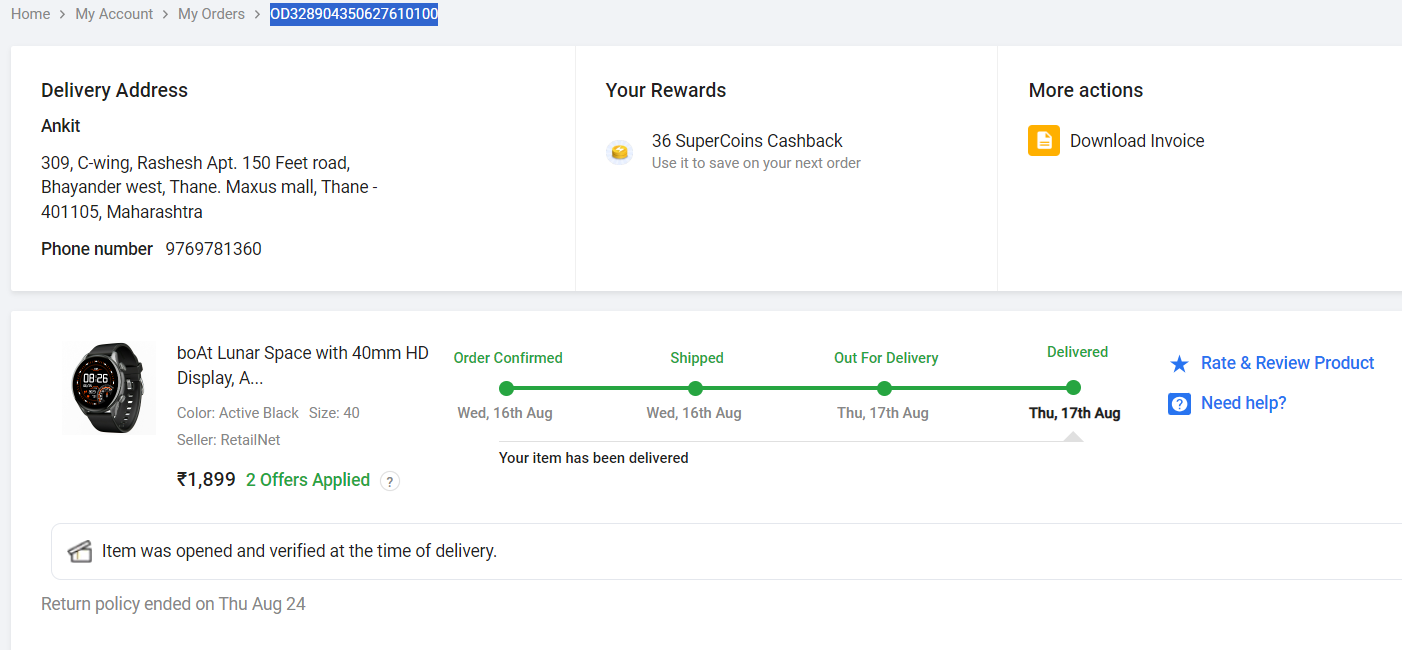 Home > My Account > My Orders > OD328904350627610100
Delivery Address
Ankit
309, C-wing, Rashesh Apt. 150 Feet road,
Bhayander west, Thane. Maxus mall, Thane -
401105, Maharashtra
Phone number 9769781360
Your Rewards
36 SuperCoins Cashback
Use it to save on your next order
More actions
Download Invoice
boAt Lunar Space with 40mm HD
Display, A...
Color: Active Black Size: 40
Seller: RetailNet
₹1,899 2 Offers Applied ?
08:26
Order Confirmed Shipped Out For Delivery Delivered
Wed, 16th Aug Wed, 16th Aug Thu, 17th Aug Thu, 17th Aug
Your item has been delivered
Rate & Review Product
? Need help?
Item was opened and verified at the time of delivery.
Return policy ended on Thu Aug 24